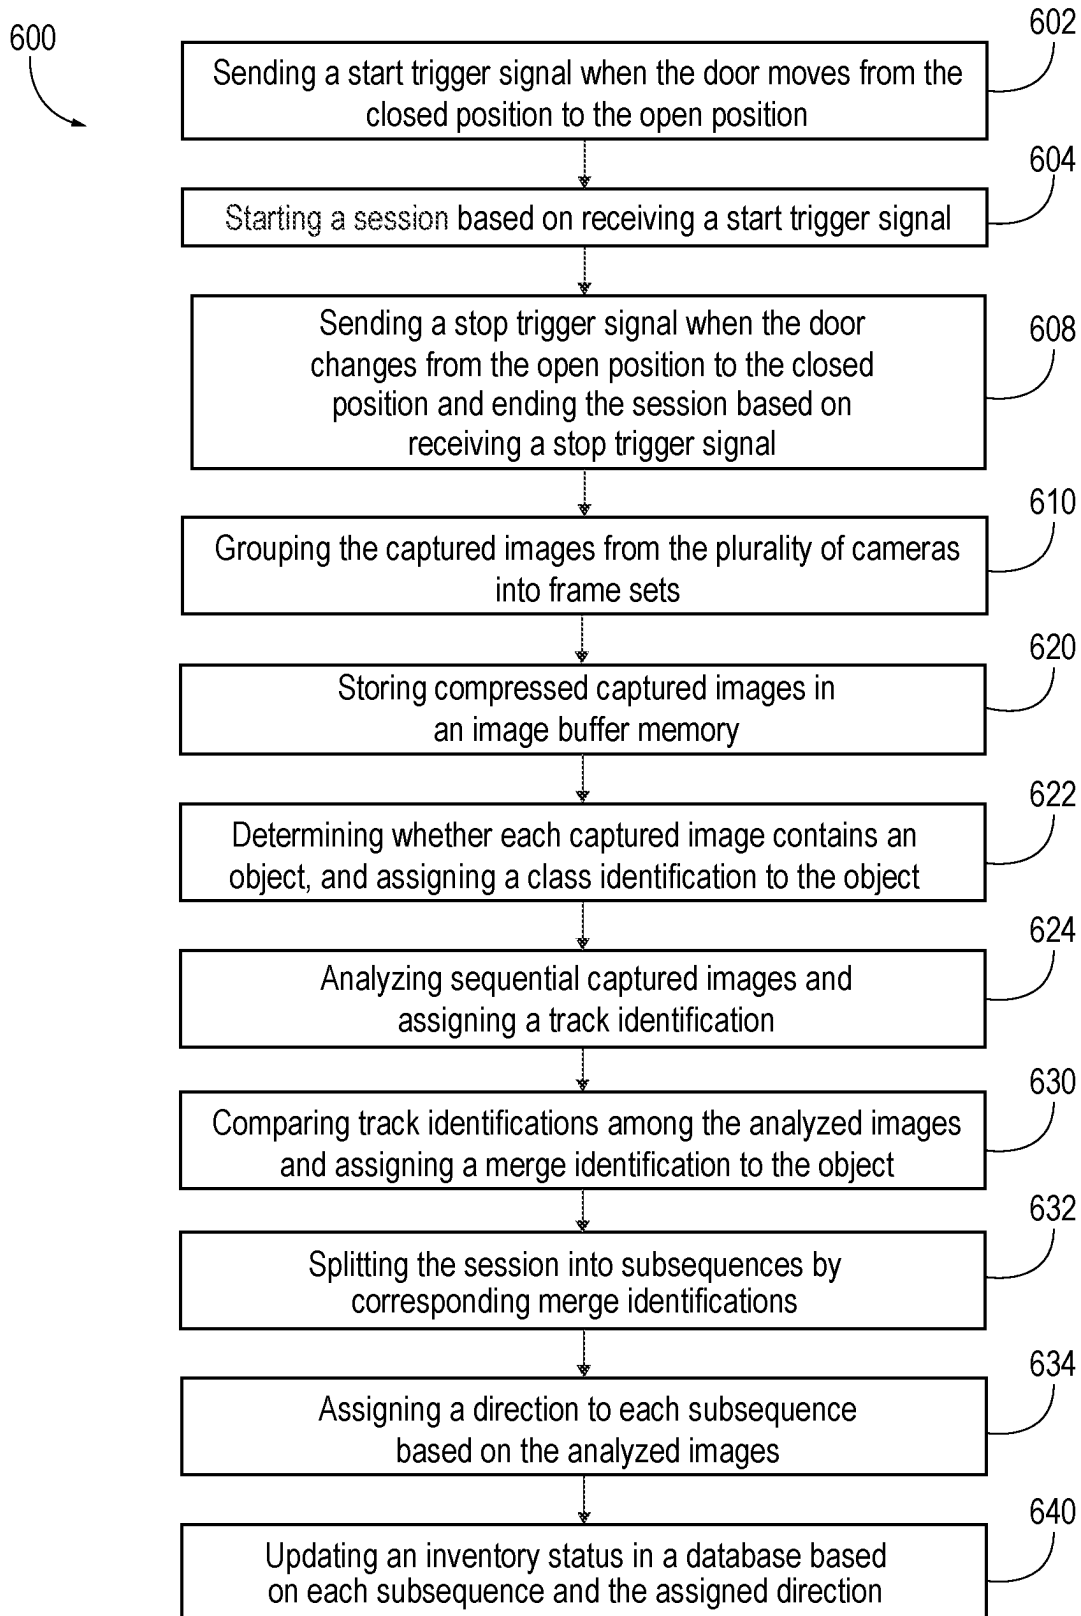 600
602
Sending a start trigger signal when the door moves from the
closed position to the open position
604
Starting a session based on receiving a start trigger signal
608
Sending a stop trigger signal when the door
changes from the open position to the closed
position and ending the session based on
receiving a stop trigger signal
610
Grouping the captured images from the plurality of cameras
into frame sets
620
Storing compressed captured images in
an image buffer memory
622
Determining whether each captured image contains an
object, and assigning a class identification to the object
624
Analyzing sequential captured images and
assigning a track identification
630
Comparing track identifications among the analyzed images
and assigning a merge identification to the object
632
Splitting the session into subsequences by
corresponding merge identifications
634
Assigning a direction to each subsequence
based on the analyzed images
640
Updating an inventory status in a database based
on each subsequence and the assigned direction